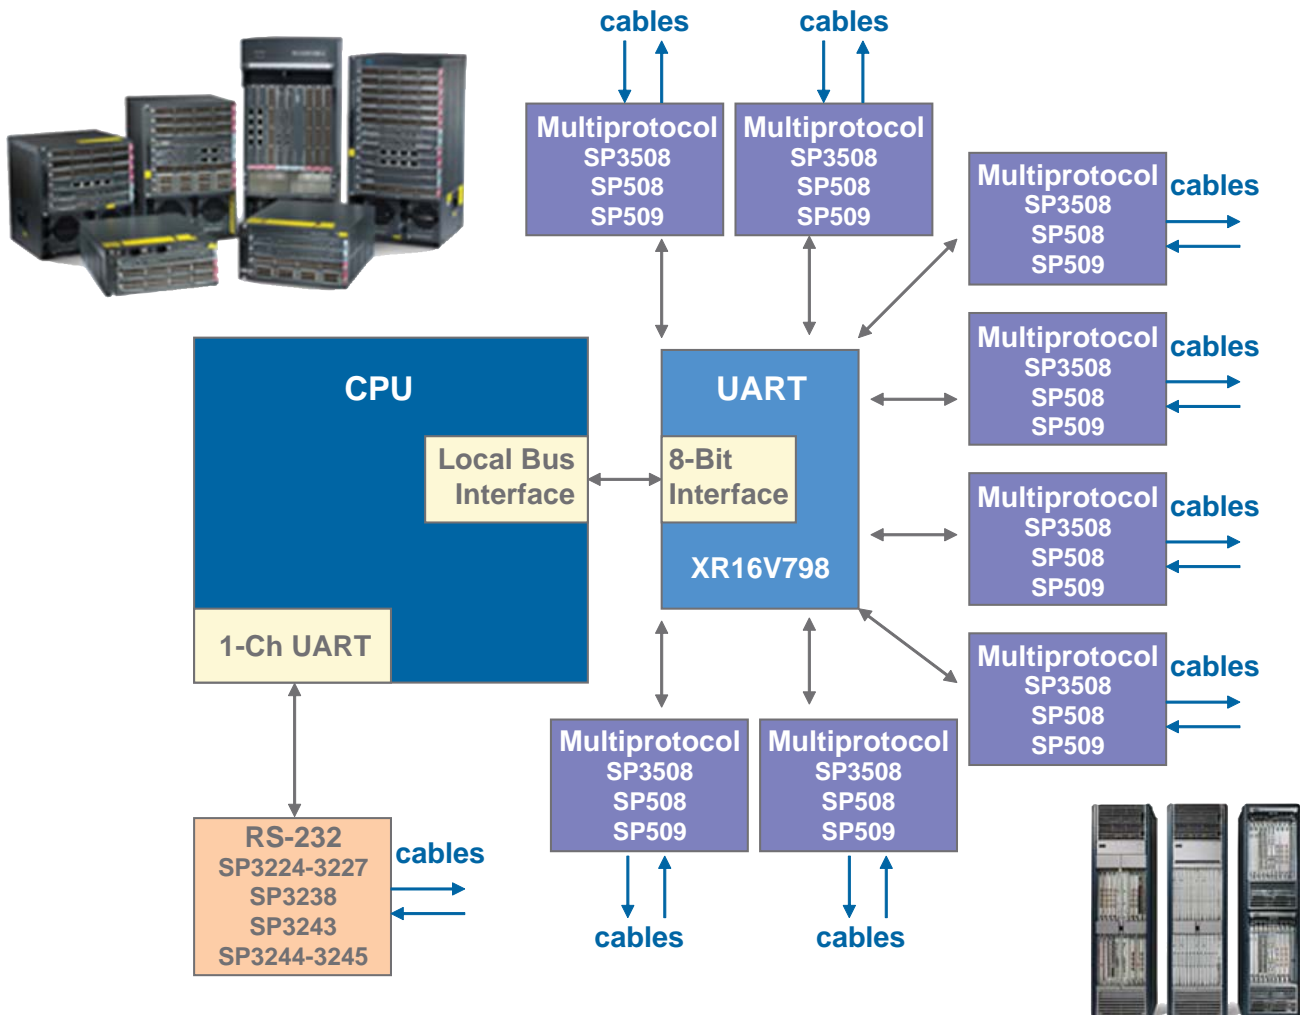 cables
cables
Multiprotocol
SP3508
SP508
SP509
Multiprotocol
SP3508
SP508
SP509
Multiprotocol
SP3508
SP508
SP509
cables
Multiprotocol
SP3508
SP508
SP509
cables
CPU
Local Bus
Interface
1-Ch UART
UART
8-Bit
Interface
XR16V798
Multiprotocol
SP3508
SP508
SP509
cables
Multiprotocol
SP3508
SP508
SP509
cables
Multiprotocol
SP3508
SP508
SP509
cables
Multiprotocol
SP3508
SP508
SP509
cables
RS-232
SP3224-3227
SP3238
SP3243
SP3244-3245
cables